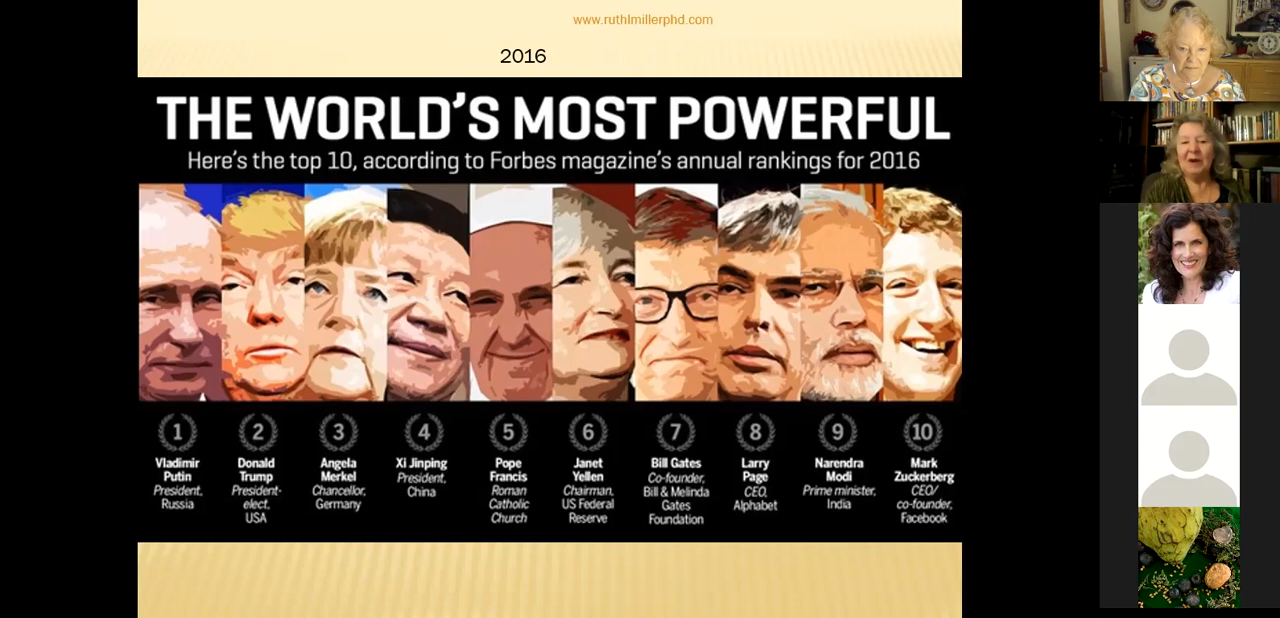 www.ruthlmillerphd.com
2016
THE WORLD'S MOST POWERFUL
Here's the top 10, according to Forbes magazine's annual rankings for 2016
1
Vladimir
Putin
President,
Russia
2
Donald
Trump
President-
elect,
USA
3
Angela
Merkel
Chancellor,
Germany
4
Xi Jinping
President,
China
5
Pope
Francis
Roman
Catholic
Church
6
Janet
Yellen
Chairman,
US Federal
Reserve
7
Bill Gates
Co-founder,
Bill & Melinda
Gates
Foundation
8
Larry
Page
CEO,
Alphabet
9
Narendra
Modi
Prime minister,
India
10
Mark
Zuckerberg
CEO/
co-founder,
Facebook